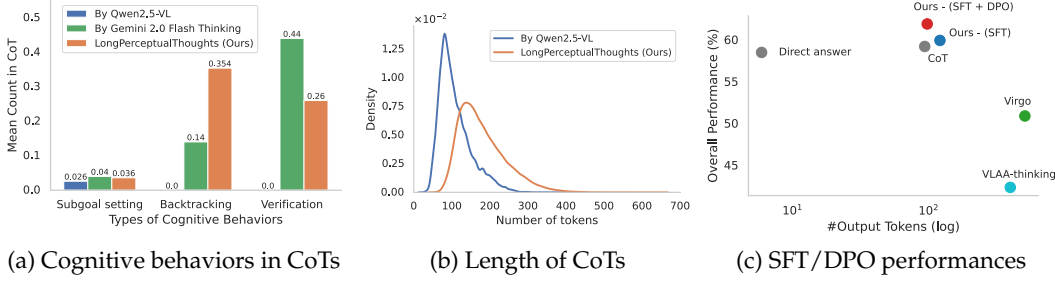 By Qwen2.5-VL
By Gemini 2.0 Flash Thinking
LongPerceptualThoughts (Ours)
Mean Count in CoT
0.5
0.4
0.3
0.2
0.1
0.0
0.026
0.04
0.036
0.0
0.14
0.354
0.0
0.44
0.26
Subgoal setting
Backtracking
Verification
Types of Cognitive Behaviors
(a) Cognitive behaviors in CoTs
1e−2
By Qwen2.5-VL
LongPerceptualThoughts (Ours)
Density
1.25
1.00
0.75
0.50
0.25
0.00
0 100 200 300 400 500 600 700
Number of tokens
(b) Length of CoTs
Overall Performance (%)
60
55
50
45
Ours - (SFT + DPO)
Ours - (SFT)
Direct answer
CoT
Virgo
VLAA-thinking
10¹
10²
#Output Tokens (log)
(c) SFT/DPO performances